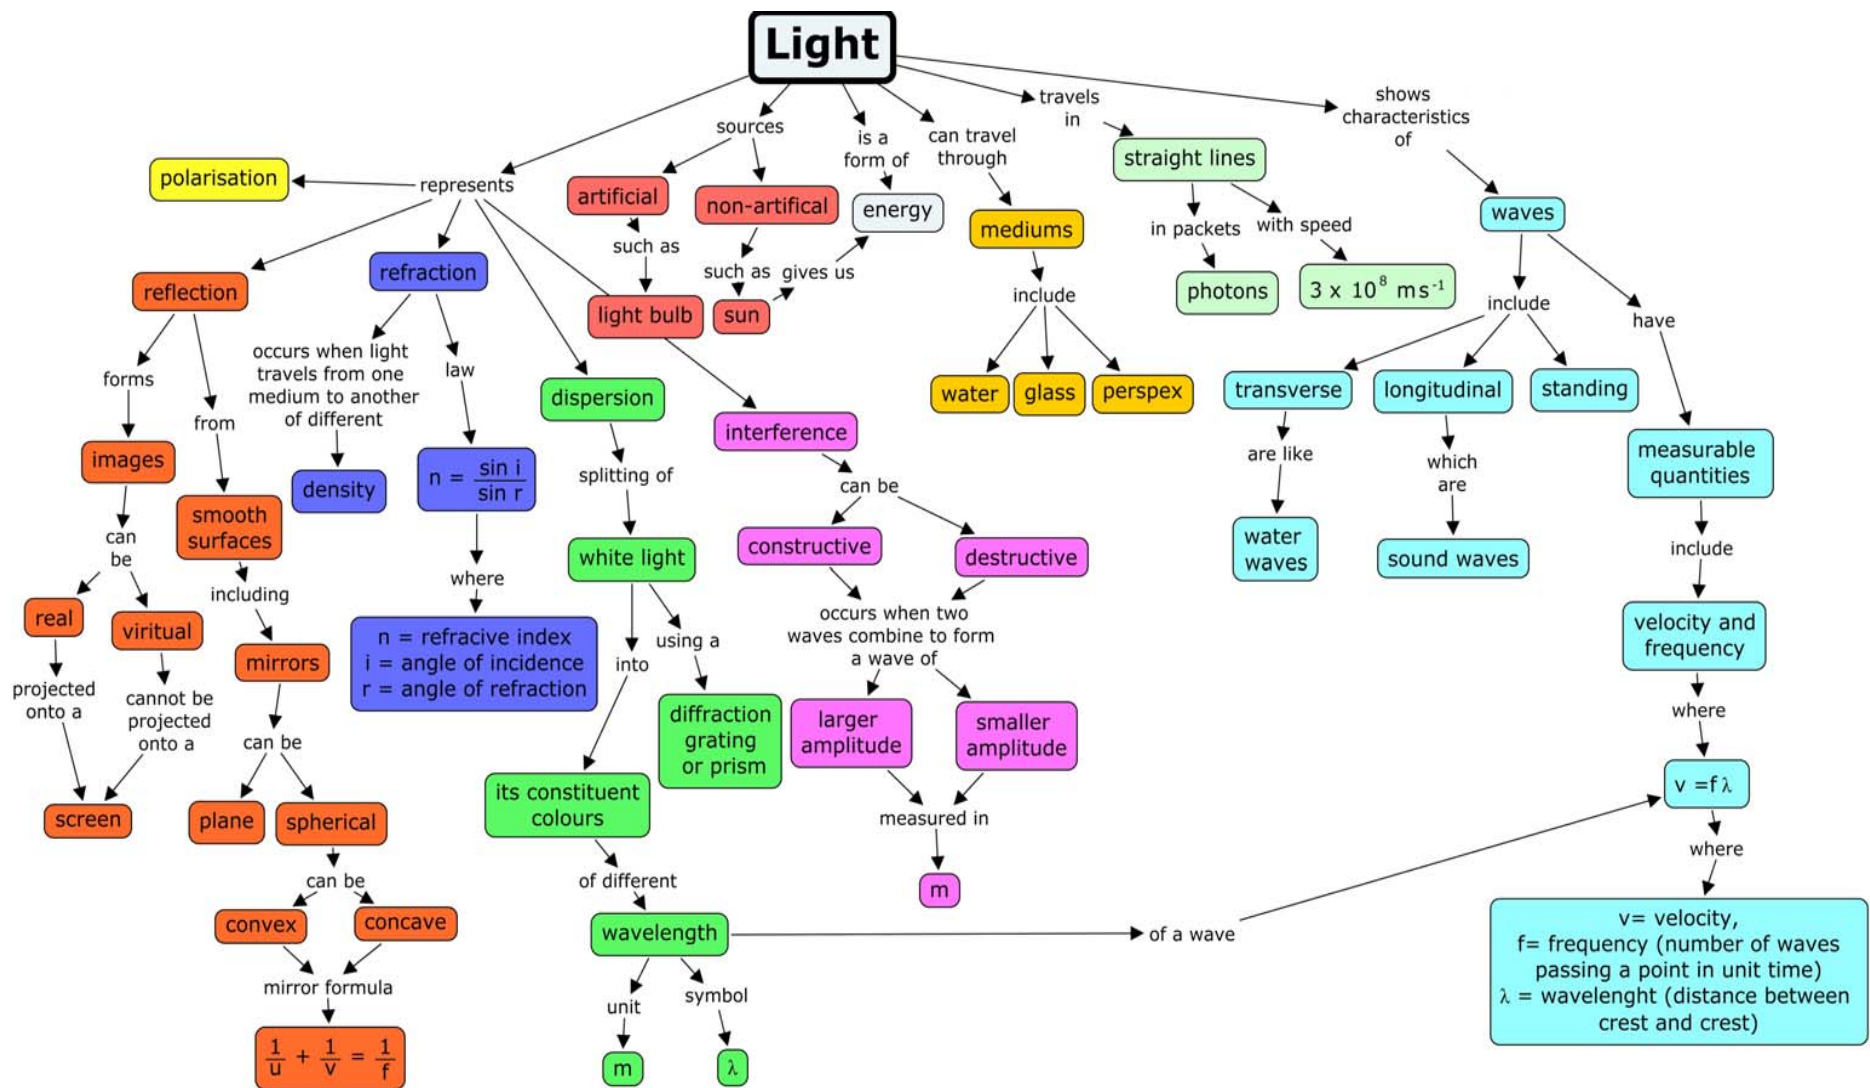 Light
represents
polarisation
reflection
forms
images
can
be
real
projected
onto a
viritual
cannot be
projected
onto a
screen
from
smooth
surfaces
including
mirrors
can be
plane
spherical
can be
convex
concave
mirror formula
1/u + 1/v = 1/f
refraction
occurs when light
travels from one
medium to another
of different
density
law
n = sin i / sin r
where
n = refracive index
i = angle of incidence
r = angle of refraction
dispersion
splitting of
white light
into
its constituent
colours
using a
diffraction
grating
or prism
of different
wavelength
unit
m
symbol
λ
of a wave
interference
can be
constructive
destructive
occurs when two
waves combine to form
a wave of
larger
amplitude
smaller
amplitude
measured in
m
sources
artificial
such as
light bulb
non-artifical
such as
sun
gives us
is a
form of
energy
can travel
through
mediums
include
water
glass
perspex
travels
in
straight lines
in packets
photons
with speed
3 x 10⁸ ms⁻¹
shows
characteristics
of
waves
include
transverse
are like
water
waves
longitudinal
which
are
sound waves
standing
have
measurable
quantities
include
velocity and
frequency
where
v =f λ
where
v= velocity,
f= frequency (number of waves
passing a point in unit time)
λ = wavelenght (distance between
crest and crest)